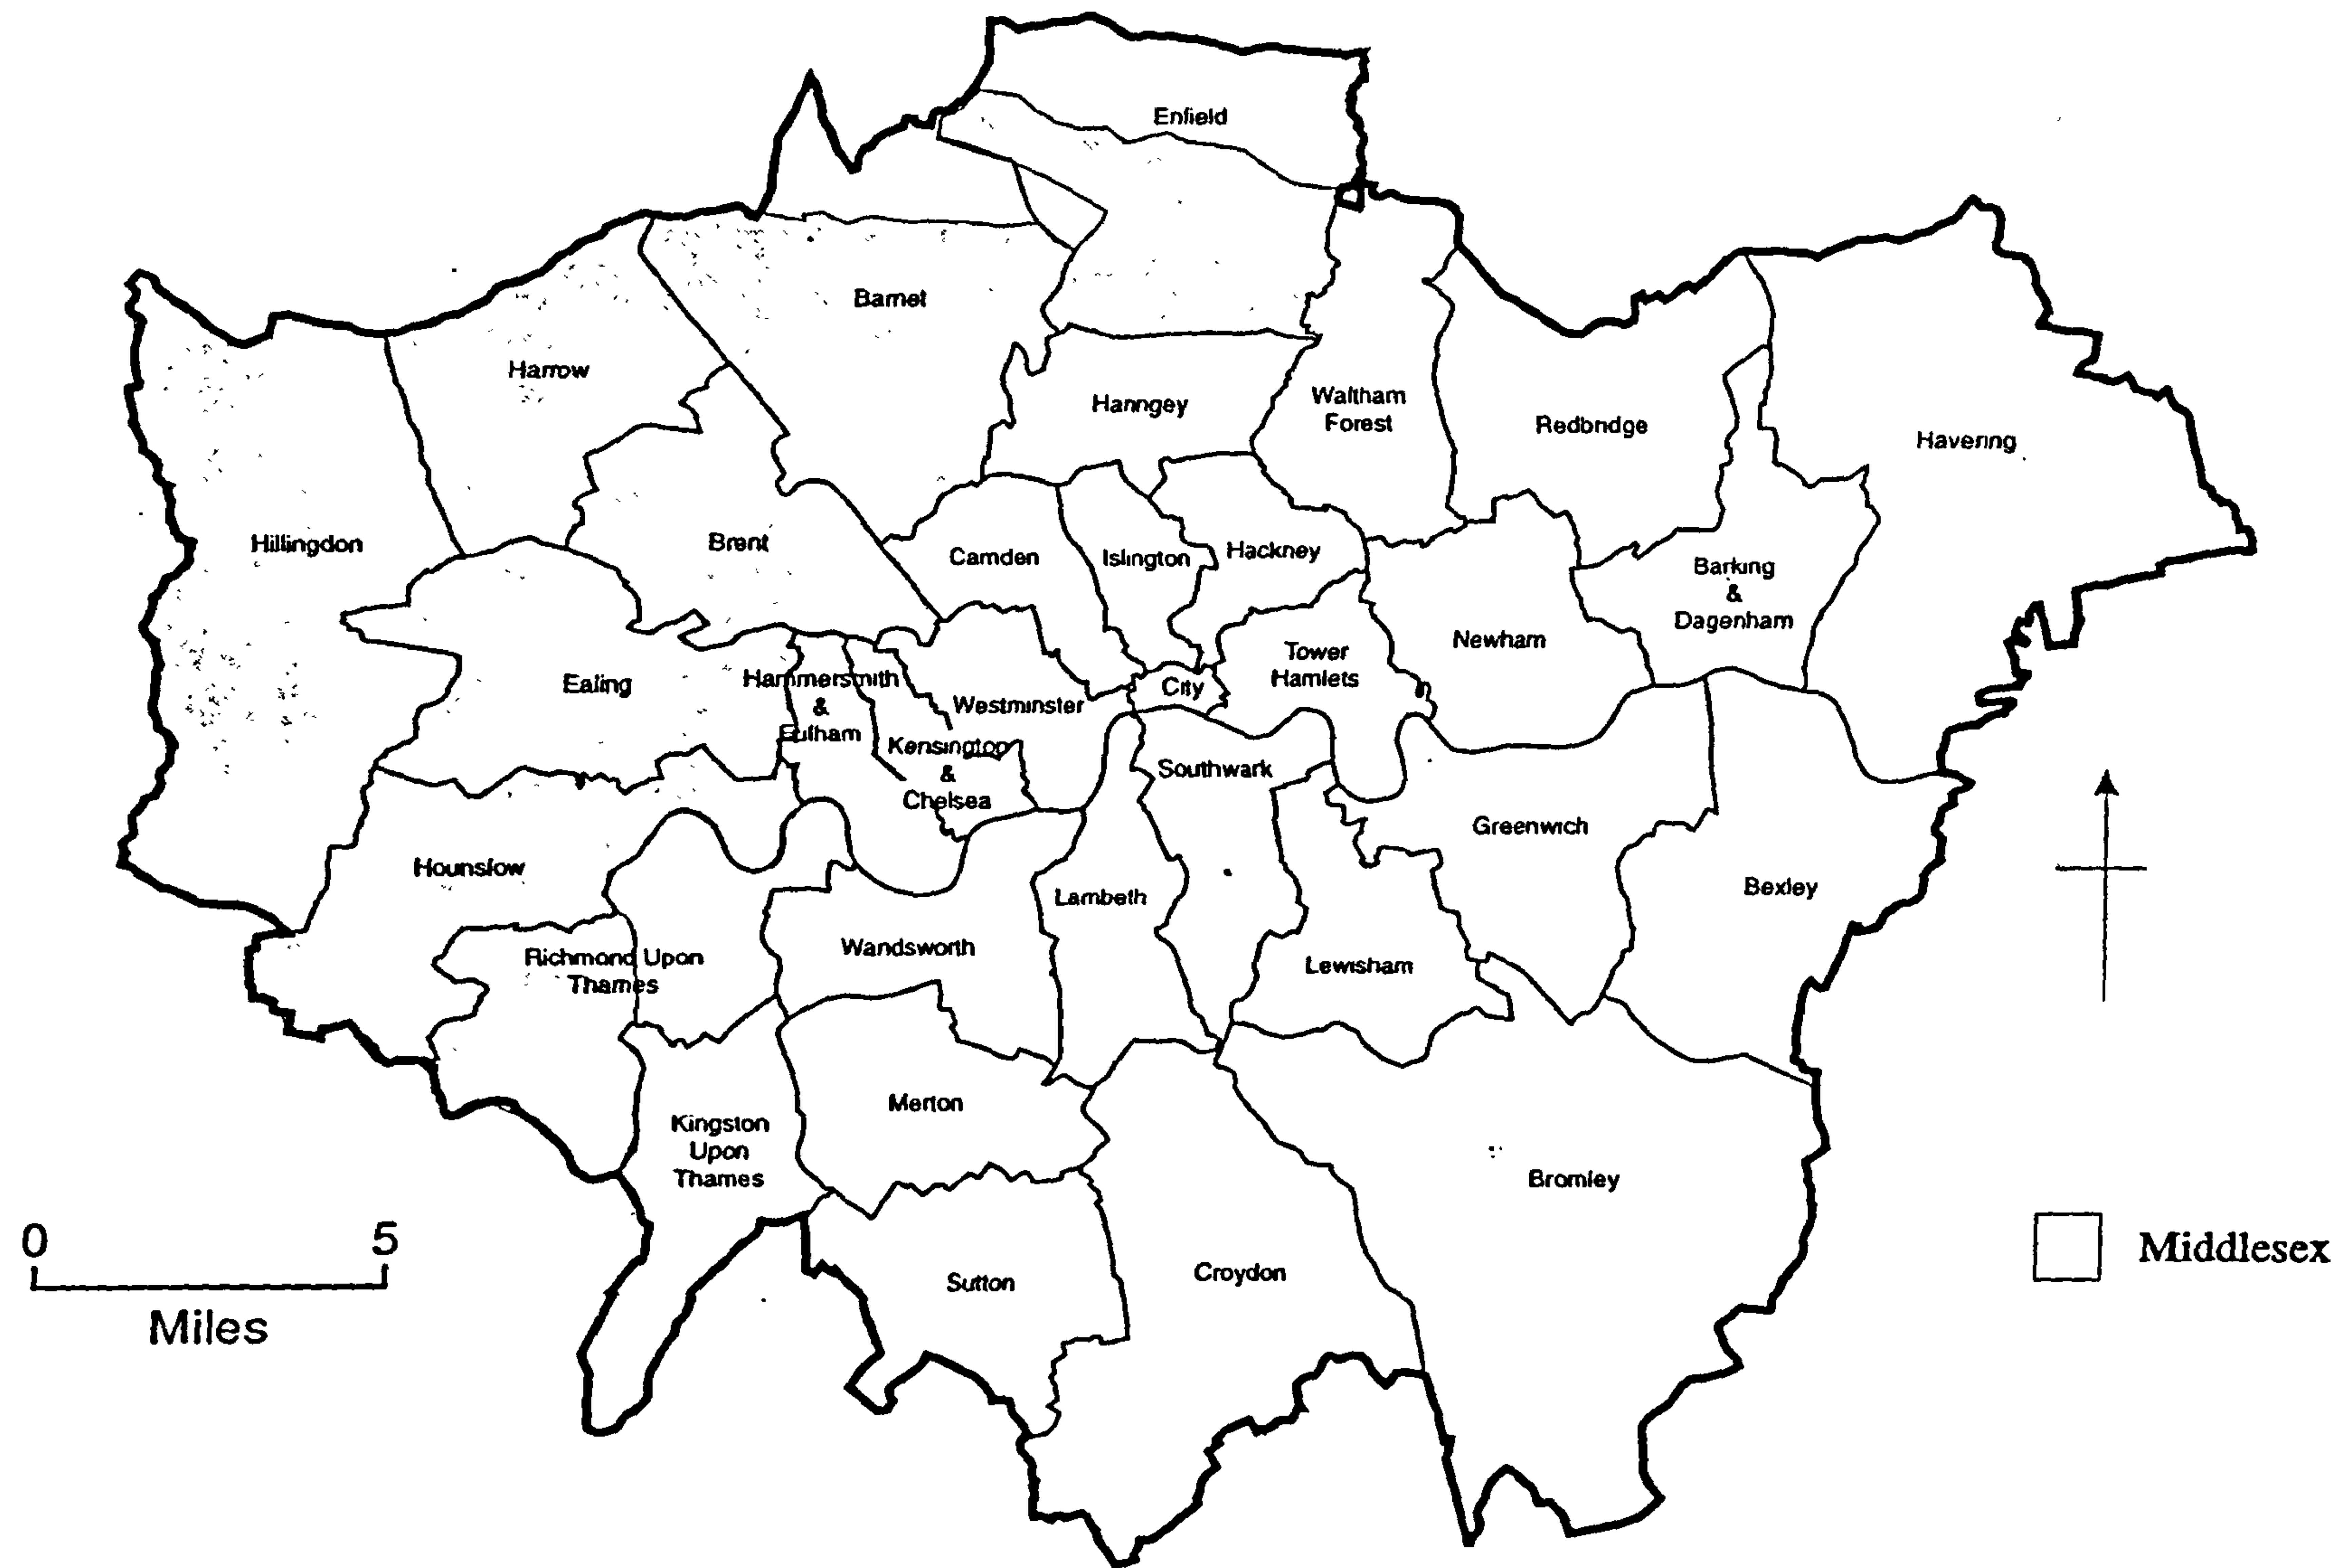 Enfield
Barnet
Harrow
Haringey
Waltham
Forest
Redbridge
Havering
Hillingdon
Brent
Camden
Islington
Hackney
Barking
&
Dagenham
Newham
Tower
Hamlets
Ealing
Hammersmith
&
Fulham
Westminster
City
Kensington
&
Chelsea
Southwark
Greenwich
Hounslow
Lambeth
Bexley
Richmond Upon
Thames
Wandsworth
Lewisham
Merton
Kingston
Upon
Thames
Bromley
Sutton
Croydon
0 5
Miles
Middlesex